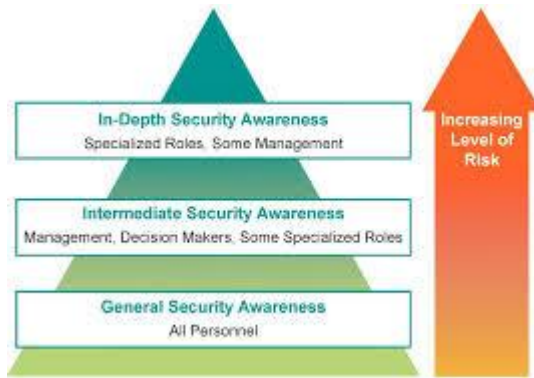 In-Depth Security Awareness
Specialized Roles, Some Management
Increasing
Level of
Risk
Intermediate Security Awareness
Management, Decision Makers, Some Specialized Roles
General Security Awareness
All Personnel